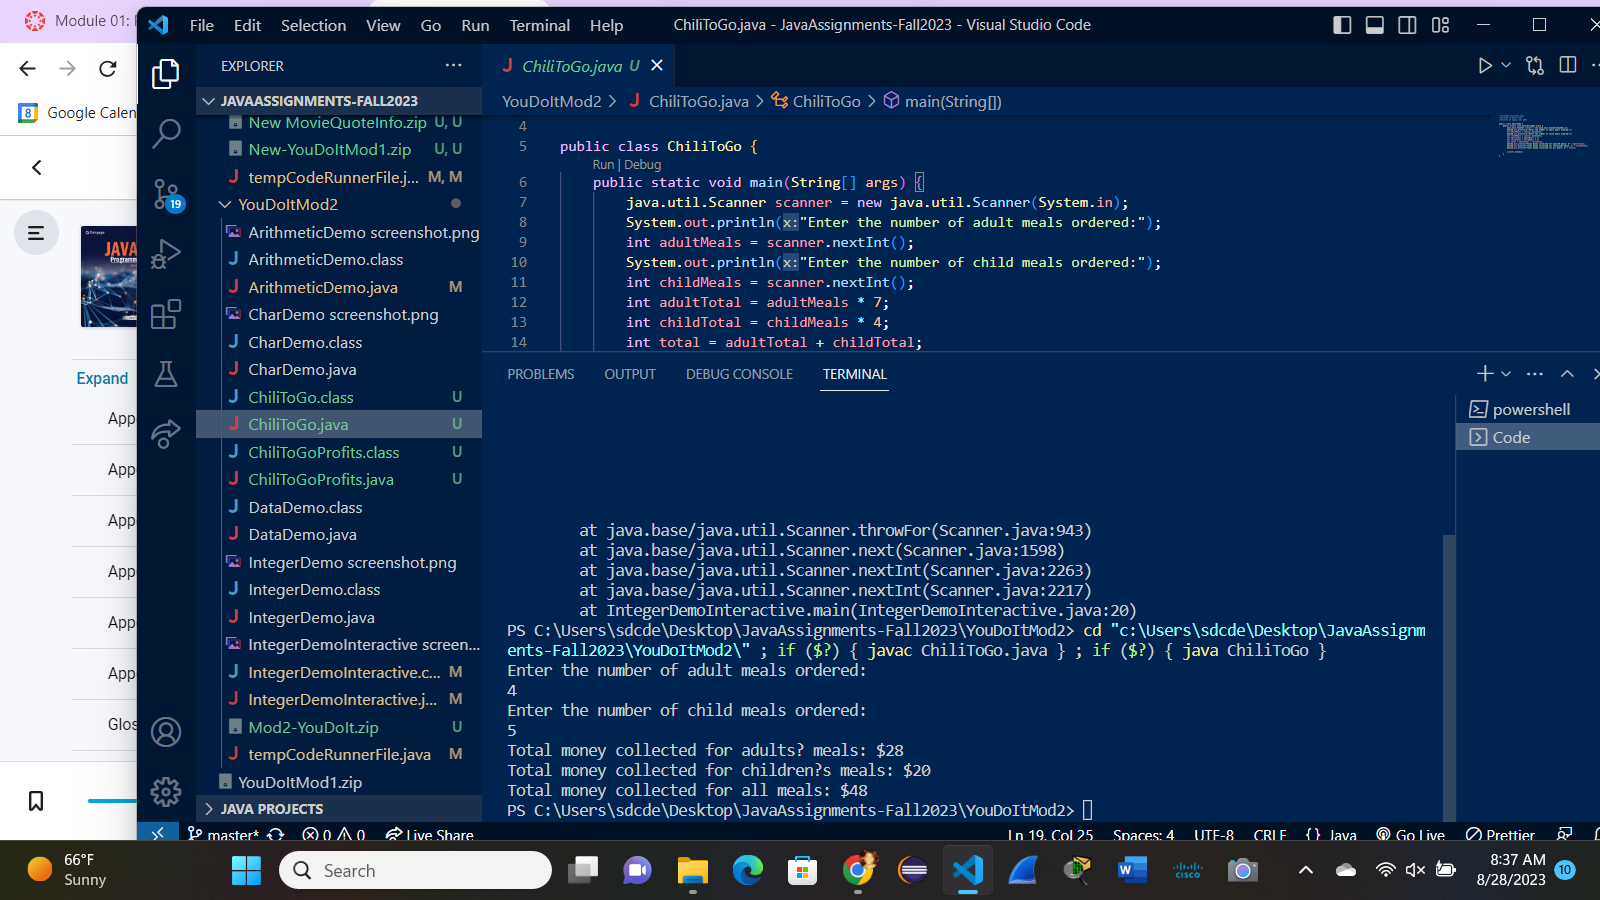 Module 01:
File Edit Selection View Go Run Terminal Help
ChiliToGo.java - JavaAssignments-Fall2023 - Visual Studio Code
8 Google Calen
19
Cengage
JAVA
Expand
App
App
App
App
App
App
Glos
EXPLORER
JAVAASSIGNMENTS-FALL2023
New MovieQuoteInfo.zip U, U
New-YouDoItMod1.zip U, U
J tempCodeRunnerFile.j... M, M
YouDoItMod2
ArithmeticDemo screenshot.png
J ArithmeticDemo.class
J ArithmeticDemo.java M
CharDemo screenshot.png
J CharDemo.class
J CharDemo.java
J ChiliToGo.class U
J ChiliToGo.java U
J ChiliToGoProfits.class U
J ChiliToGoProfits.java U
J DataDemo.class
J DataDemo.java
IntegerDemo screenshot.png
J IntegerDemo.class
J IntegerDemo.java
IntegerDemoInteractive screen...
J IntegerDemoInteractive.c... M
J IntegerDemoInteractive.j... M
Mod2-YouDoIt.zip U
J tempCodeRunnerFile.java M
YouDoItMod1.zip
JAVA PROJECTS
J ChiliToGo.java U
YouDoItMod2 > J ChiliToGo.java > ChiliToGo > main(String[])
4
5 public class ChiliToGo {
Run | Debug
6 public static void main(String[] args) {
7 java.util.Scanner scanner = new java.util.Scanner(System.in);
8 System.out.println(x:"Enter the number of adult meals ordered:");
9 int adultMeals = scanner.nextInt();
10 System.out.println(x:"Enter the number of child meals ordered:");
11 int childMeals = scanner.nextInt();
12 int adultTotal = adultMeals * 7;
13 int childTotal = childMeals * 4;
14 int total = adultTotal + childTotal;
PROBLEMS OUTPUT DEBUG CONSOLE TERMINAL
powershell
Code
at java.base/java.util.Scanner.throwFor(Scanner.java:943)
at java.base/java.util.Scanner.next(Scanner.java:1598)
at java.base/java.util.Scanner.nextInt(Scanner.java:2263)
at java.base/java.util.Scanner.nextInt(Scanner.java:2217)
at IntegerDemoInteractive.main(IntegerDemoInteractive.java:20)
PS C:\Users\sdcde\Desktop\JavaAssignments-Fall2023\YouDoItMod2> cd "c:\Users\sdcde\Desktop\JavaAssignm
ents-Fall2023\YouDoItMod2\" ; if ($?) { javac ChiliToGo.java } ; if ($?) { java ChiliToGo }
Enter the number of adult meals ordered:
4
Enter the number of child meals ordered:
5
Total money collected for adults? meals: $28
Total money collected for children?s meals: $20
Total money collected for all meals: $48
PS C:\Users\sdcde\Desktop\JavaAssignments-Fall2023\YouDoItMod2>
master* 0 0 Live Share
Ln 19, Col 25 Spaces: 4 UTF-8 CRLF {} Java Go Live Prettier
66°F
Sunny
Search
cisco
8:37 AM
8/28/2023
10